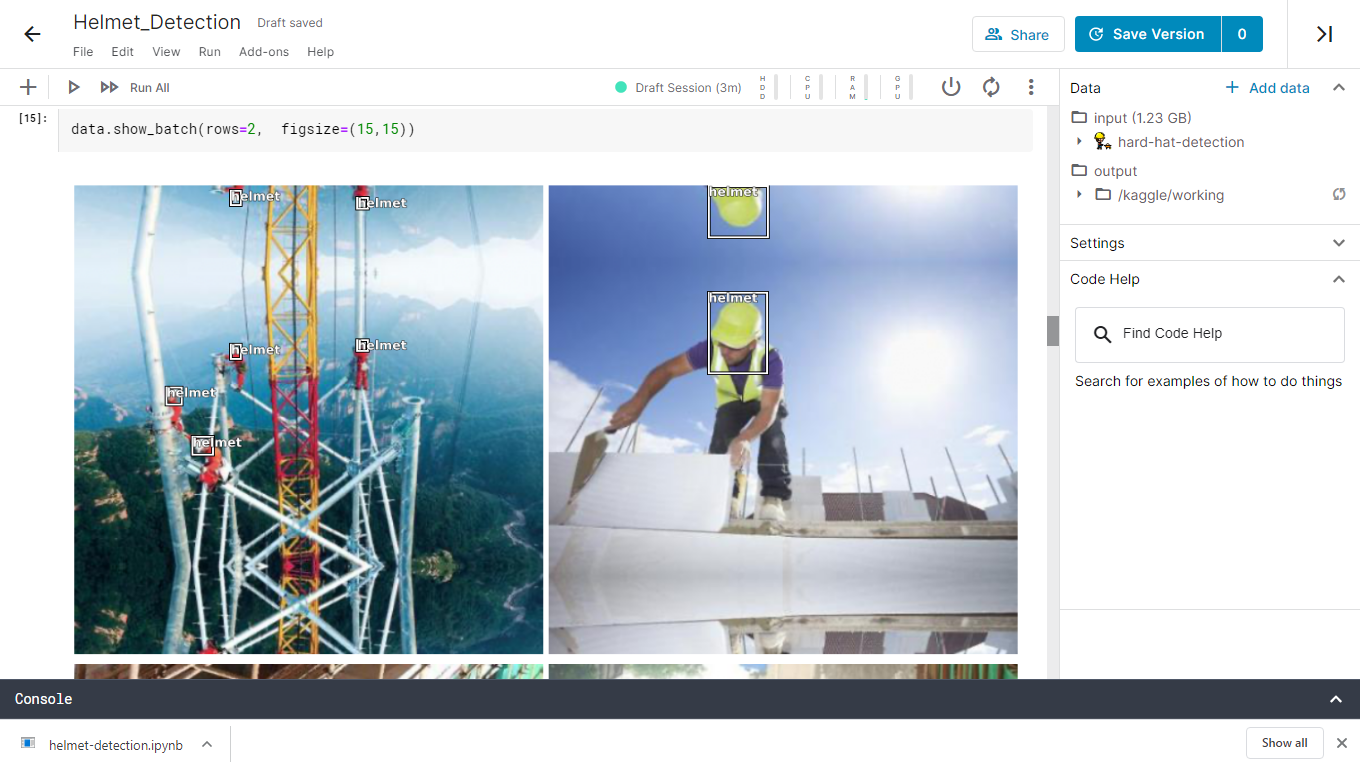 Helmet_Detection Draft saved
File Edit View Run Add-ons Help
Share
Save Version 0
Run All
Draft Session (3m)
HDD
CPU
RAM
GPU
[15]:
data.show_batch(rows=2,  figsize=(15,15))
helmet
helmet
helmet
helmet
helmet
helmet
helmet
helmet
Data
+ Add data
input (1.23 GB)
hard-hat-detection
output
/kaggle/working
Settings
Code Help
Find Code Help
Search for examples of how to do things
Console
helmet-detection.ipynb
Show all